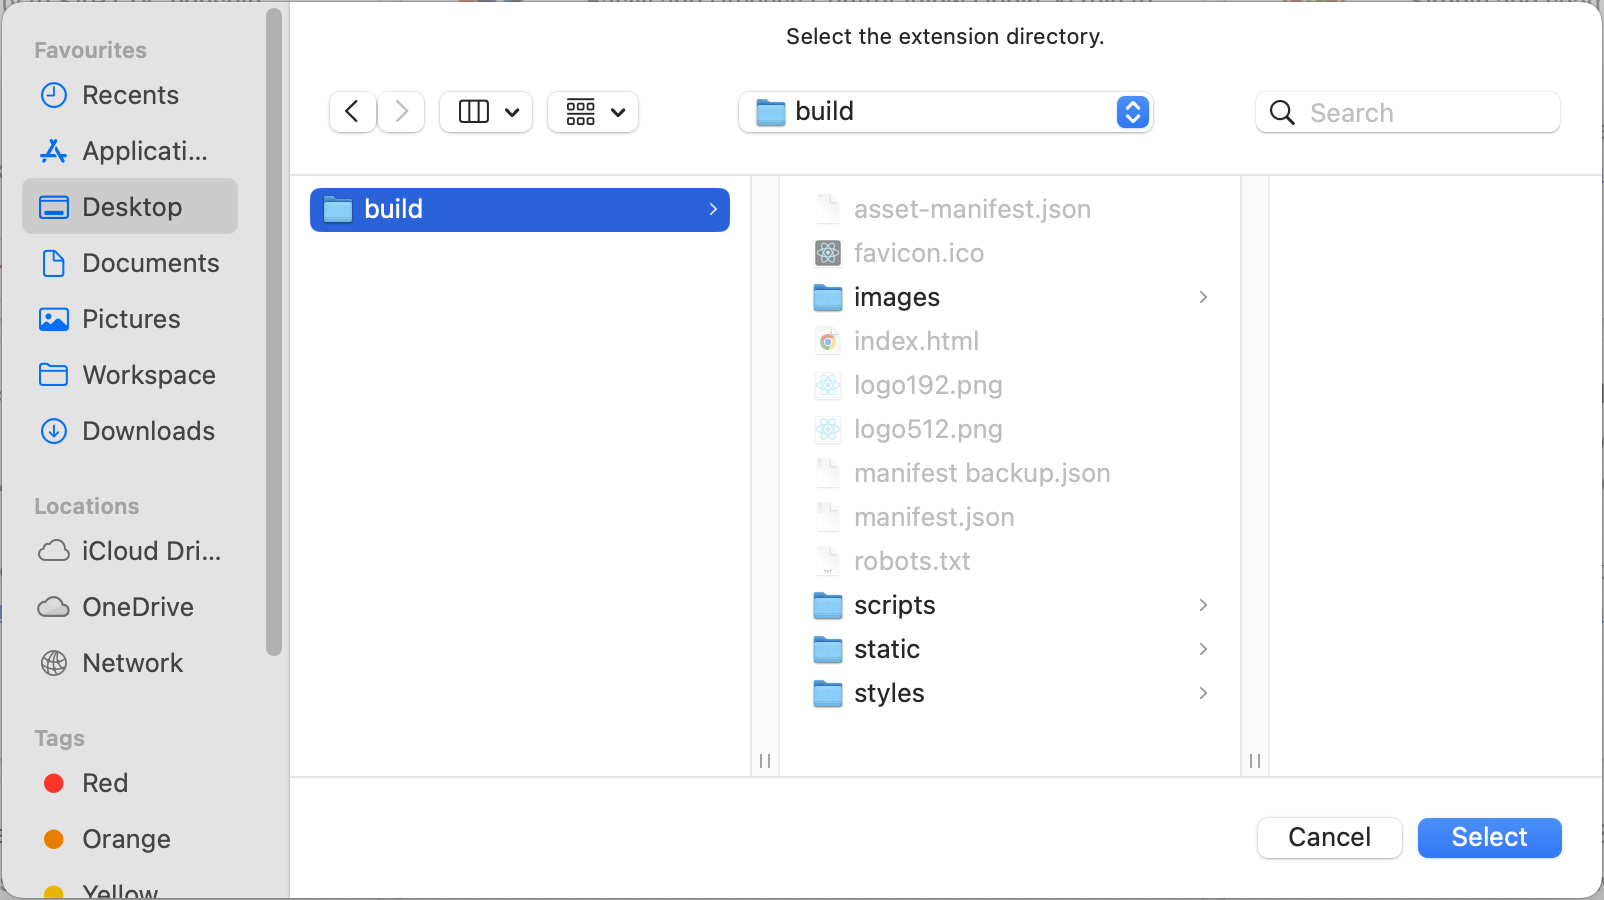 Select the extension directory.
Favourites
Recents
Applicati...
Desktop
Documents
Pictures
Workspace
Downloads
Locations
iCloud Dri...
OneDrive
Network
Tags
Red
Orange
Yellow
build
Search
build
asset-manifest.json
favicon.ico
images
index.html
logo192.png
logo512.png
manifest backup.json
manifest.json
robots.txt
scripts
static
styles
Cancel
Select